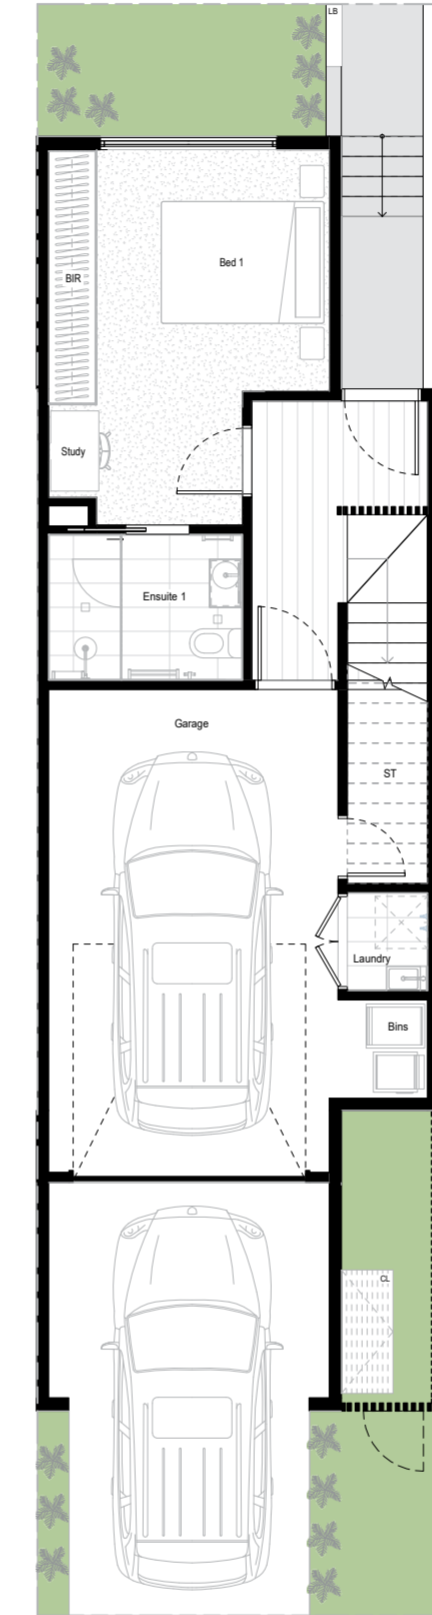 LB
Bed 1
BIR
Study
Ensuite 1
Garage
ST
Laundry
Bins
CL